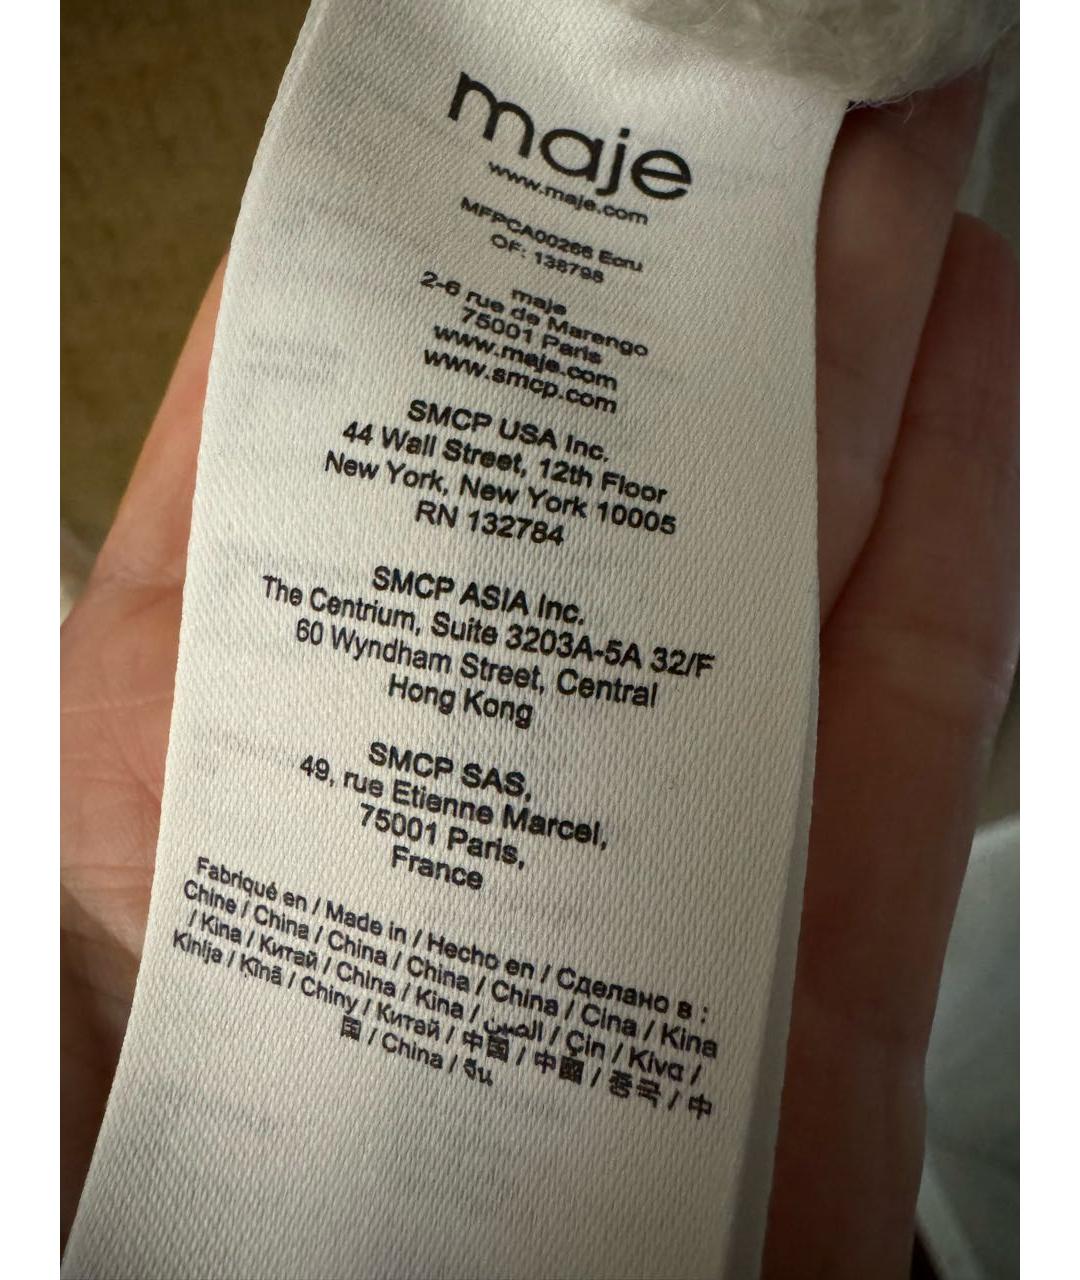 maje
www.maje.com
MFPCA00266 Ecru
OF: 138798
maje
2-6 rue de Marengo
75001 Paris
www.maje.com
www.smcp.com
SMCP USA Inc.
44 Wall Street, 12th Floor
New York, New York 10005
RN 132784
SMCP ASIA Inc.
The Centrium, Suite 3203A-5A 32/F
60 Wyndham Street, Central
Hong Kong
SMCP SAS,
49, rue Etienne Marcel,
75001 Paris,
France
Fabriqué en / Made in / Hecho en / Сделано в :
Chine / China / China / China / China / Cina / Kina
/ Kina / Китай / China / Kina / الصين / Çin / Kίνα /
Kinija / Ķīnā / Chiny / Китай / 中国 / 中國 / 중국 / 中
国 / China / จีน